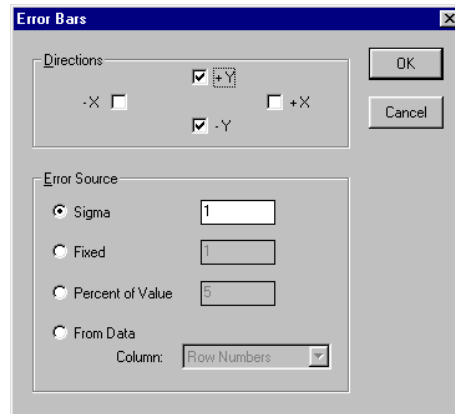 Error Bars
Directions
+Y
OK
-X
+X
Cancel
-Y
Error Source
Sigma
1
Fixed
1
Percent of Value
5
From Data
Column:
Row Numbers